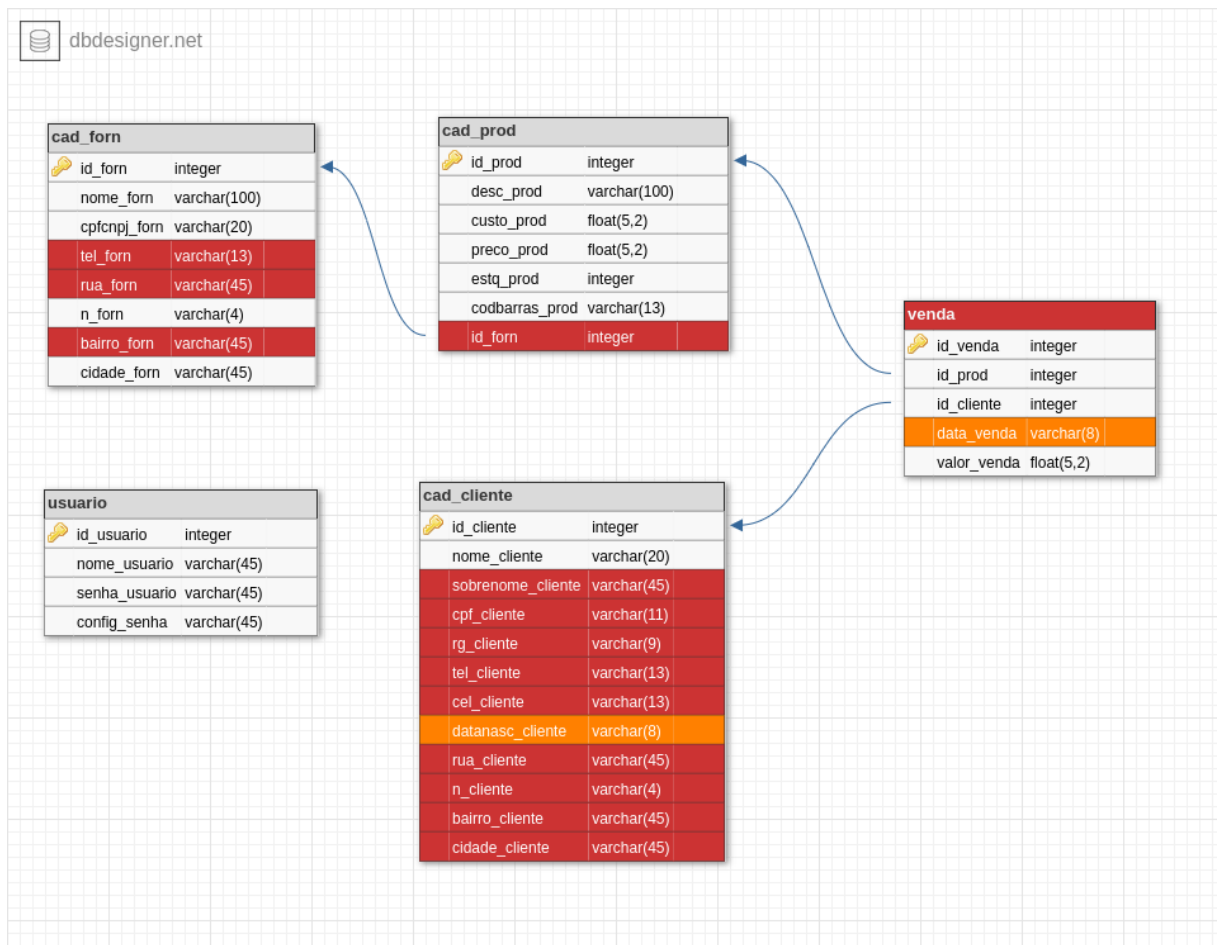 dbdesigner.net
cad_forn
id_forn integer
nome_forn varchar(100)
cpfcnpj_forn varchar(20)
tel_forn varchar(13)
rua_forn varchar(45)
n_forn varchar(4)
bairro_forn varchar(45)
cidade_forn varchar(45)
cad_prod
id_prod integer
desc_prod varchar(100)
custo_prod float(5,2)
preco_prod float(5,2)
estq_prod integer
codbarras_prod varchar(13)
id_forn integer
venda
id_venda integer
id_prod integer
id_cliente integer
data_venda varchar(8)
valor_venda float(5,2)
usuario
id_usuario integer
nome_usuario varchar(45)
senha_usuario varchar(45)
config_senha varchar(45)
cad_cliente
id_cliente integer
nome_cliente varchar(20)
sobrenome_cliente varchar(45)
cpf_cliente varchar(11)
rg_cliente varchar(9)
tel_cliente varchar(13)
cel_cliente varchar(13)
datanasc_cliente varchar(8)
rua_cliente varchar(45)
n_cliente varchar(4)
bairro_cliente varchar(45)
cidade_cliente varchar(45)